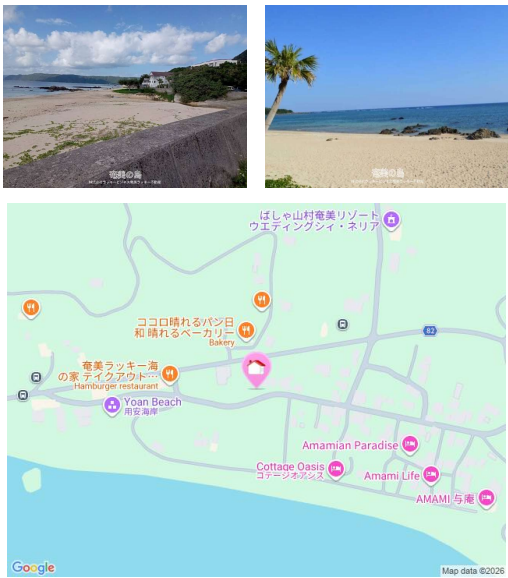 奄美の島
奄美の島
ばしゃ山村奄美リゾート
ウエディングシィ・ネリア
ココロ晴れるパン日
和 晴れるベーカリー
Bakery
82
奄美ラッキー海
の家 テイクアウト…
Hamburger restaurant
Yoan Beach
用安海岸
Amamian Paradise
Cottage Oasis
コテージオアシス
Amami Life
AMAMI 与庵
Google
Map data ©2026